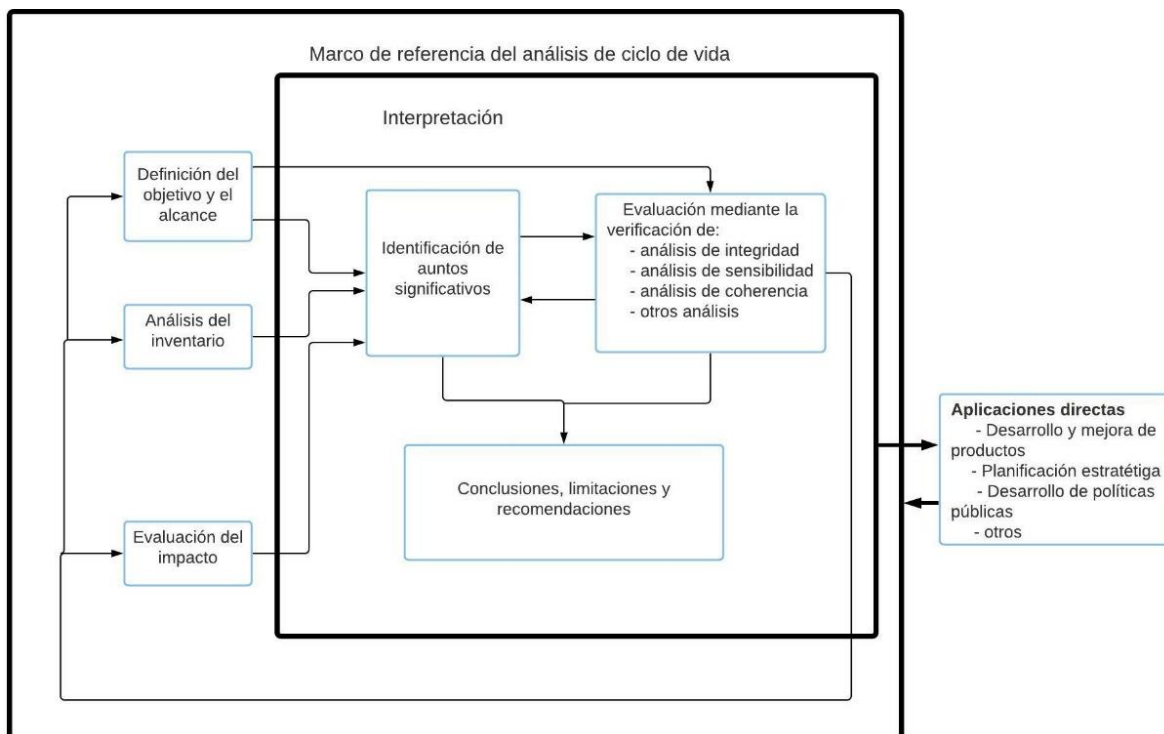 Marco de referencia del análisis de ciclo de vida
Interpretación
Definición del
objetivo y el
alcance
Identificación de
auntos
significativos
Evaluación mediante la
verificación de:
- análisis de integridad
- análisis de sensibilidad
- análisis de coherencia
- otros análisis
Análisis del
inventario
Evaluación del
impacto
Conclusiones, limitaciones y
recomendaciones
Aplicaciones directas
- Desarrollo y mejora de
productos
- Planificación estratétiga
- Desarrollo de políticas
públicas
- otros